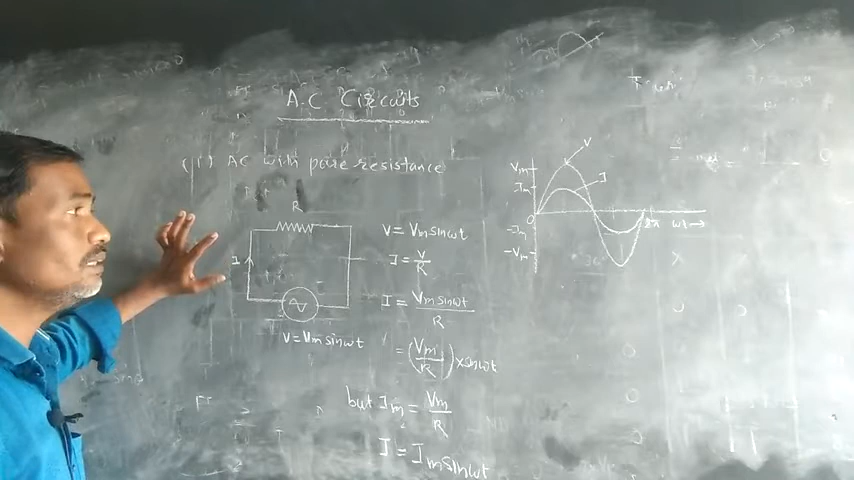 A.C. Circuits
(i) AC with pure resistance
R
I
V = Vm sinωt
V = Vm sinωt
I = V/R
I = Vm sinωt / R
= (Vm/R) × sinωt
but Im = Vm/R
I = Im sinωt
Vm
Im
0
-Im
-Vm
V
I
2π ωt→